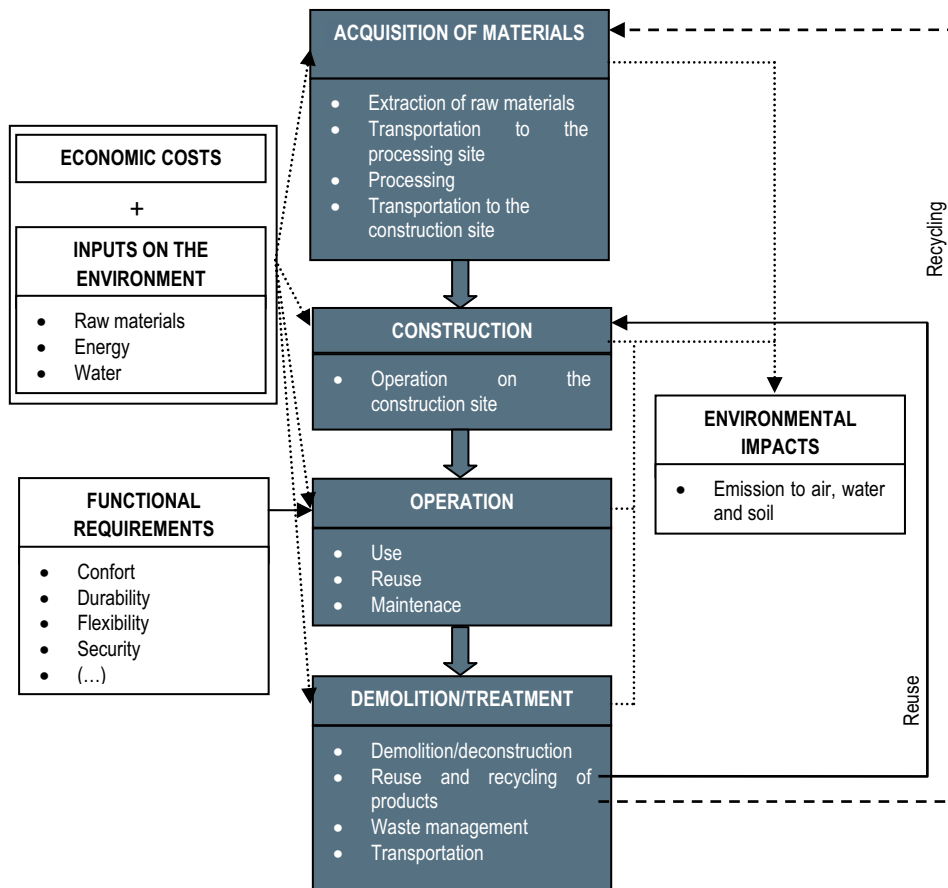 ACQUISITION OF MATERIALS
• Extraction of raw materials
• Transportation to the
processing site
• Processing
• Transportation to the
construction site
ECONOMIC COSTS
+
INPUTS ON THE
ENVIRONMENT
• Raw materials
• Energy
• Water
CONSTRUCTION
• Operation on the
construction site
ENVIRONMENTAL
IMPACTS
• Emission to air, water
and soil
FUNCTIONAL
REQUIREMENTS
• Confort
• Durability
• Flexibility
• Security
• (…)
OPERATION
• Use
• Reuse
• Maintenace
DEMOLITION/TREATMENT
• Demolition/deconstruction
• Reuse and recycling of
products
• Waste management
• Transportation
Recycling
Reuse